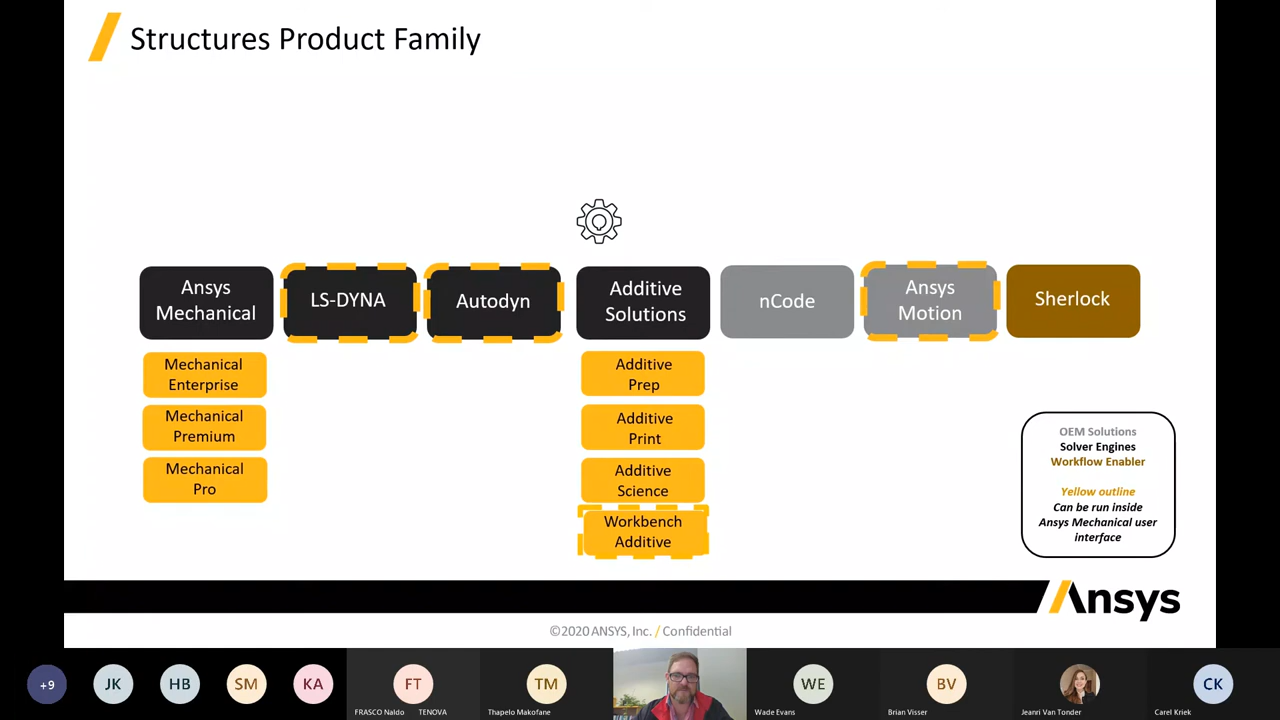 Structures Product Family
Ansys
Mechanical
LS-DYNA
Autodyn
Additive
Solutions
nCode
Ansys
Motion
Sherlock
Mechanical
Enterprise
Mechanical
Premium
Mechanical
Pro
Additive
Prep
Additive
Print
Additive
Science
Workbench
Additive
OEM Solutions
Solver Engines
Workflow Enabler
Yellow outline
Can be run inside
Ansys Mechanical user
interface
Ansys
©2020 ANSYS, Inc. / Confidential
+9
JK
HB
SM
KA
FT
FRASCO Naldo TENOVA
TM
Thapelo Makofane
WE
Wade Evans
BV
Brian Visser
Jeanri Van Tonder
CK
Carel Kriek